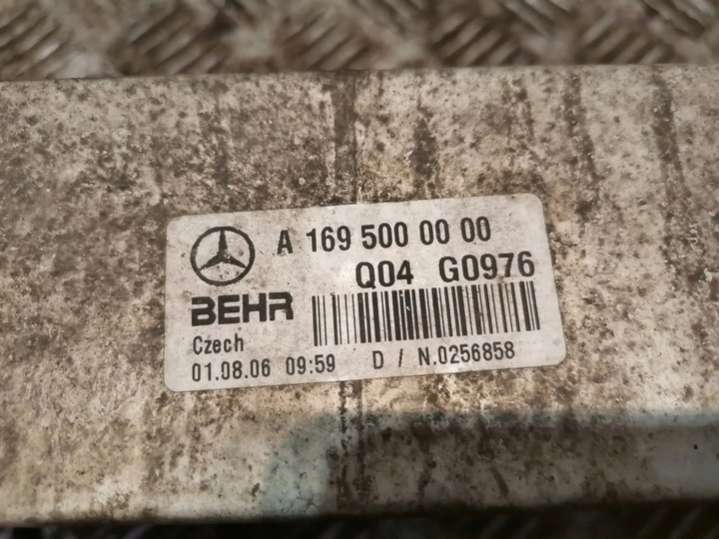 A 169 500 00 00
Q04 G0976
BEHR
Czech
01.08.06 09:59 D / N.0256858